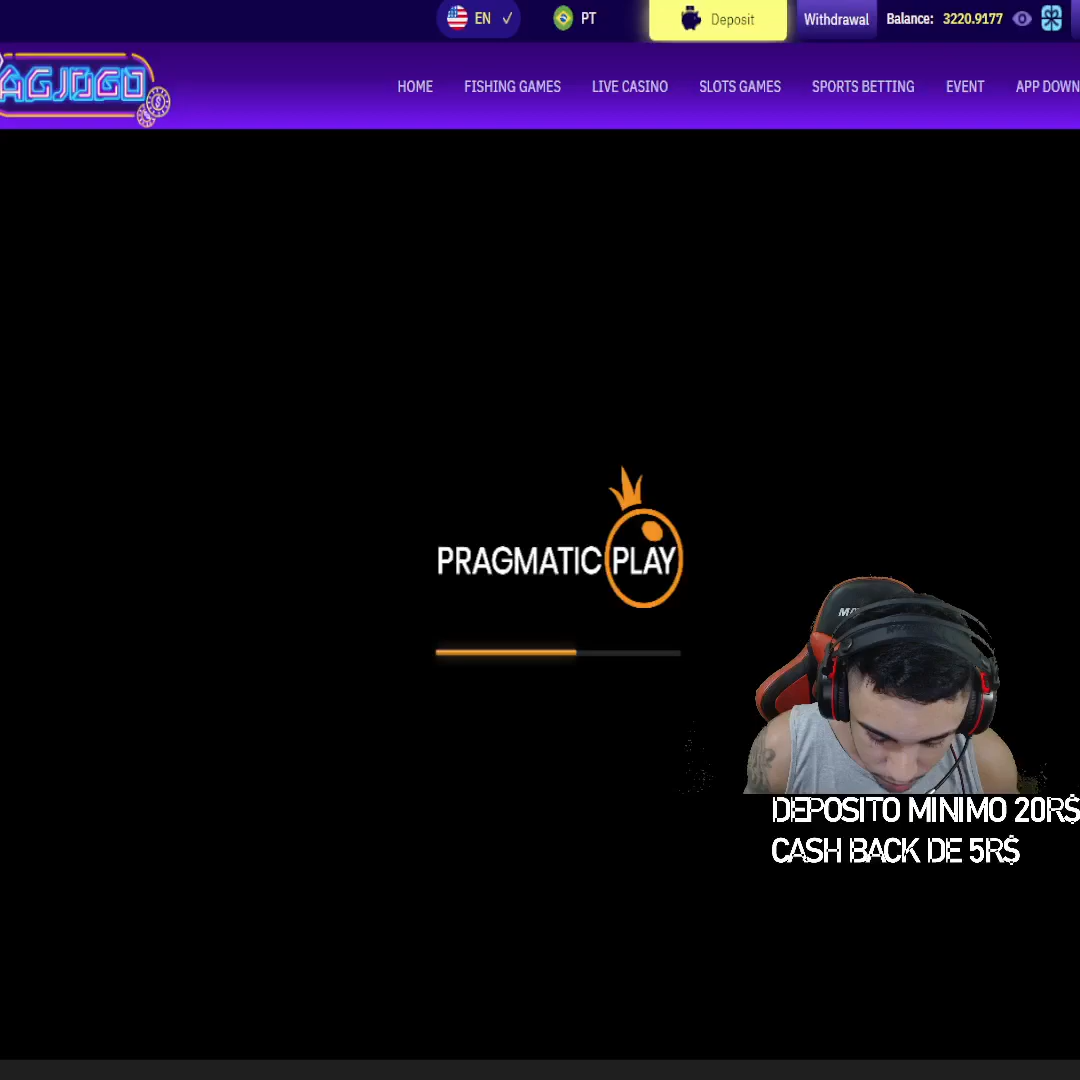 EN ✓ PT Deposit Withdrawal Balance: 3220.9177
AGJOGO
HOME FISHING GAMES LIVE CASINO SLOTS GAMES SPORTS BETTING EVENT APP DOWN
PRAGMATIC PLAY
DEPOSITO MINIMO 20R$
CASH BACK DE 5R$